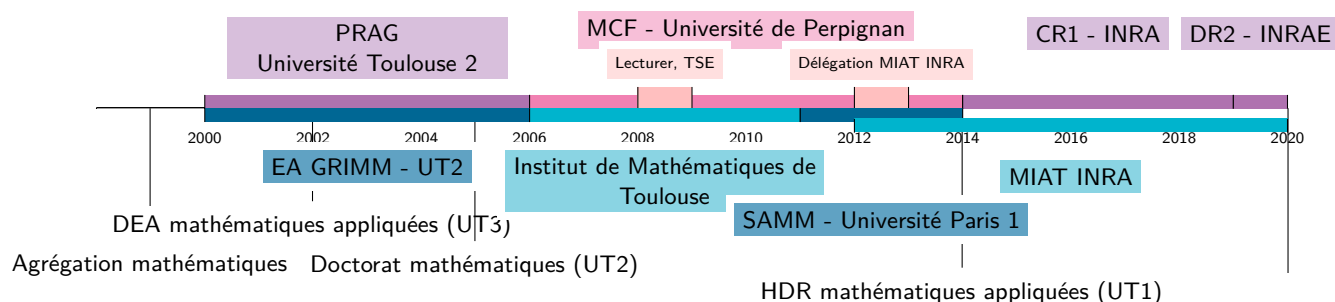 PRAG
Université Toulouse 2
MCF - Université de Perpignan
CR1 - INRA
DR2 - INRAE
Lecturer, TSE
Délégation MIAT INRA
2000
2002
2004
2006
2008
2010
2012
2014
2016
2018
2020
EA GRIMM - UT2
Institut de Mathématiques de
Toulouse
MIAT INRA
SAMM - Université Paris 1
DEA mathématiques appliquées (UT3)
Agrégation mathématiques
Doctorat mathématiques (UT2)
HDR mathématiques appliquées (UT1)